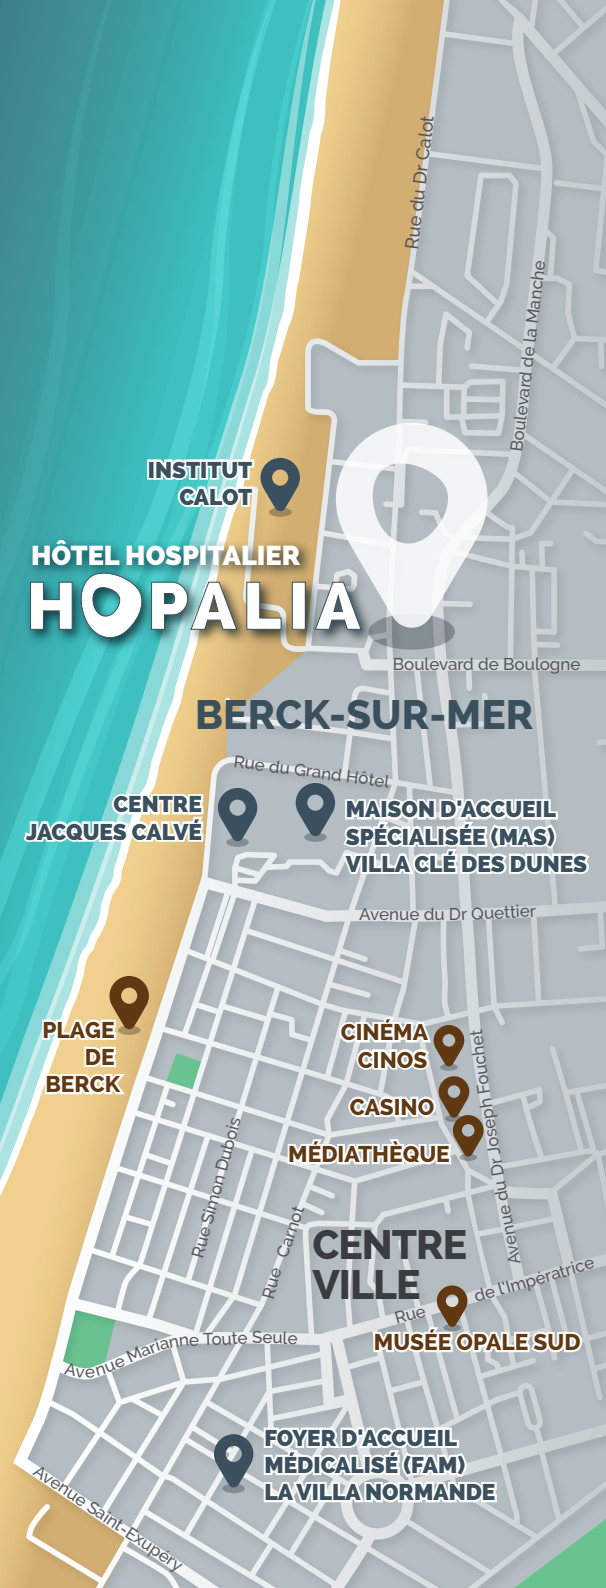 Rue du Dr Calot
Boulevard de la Manche
INSTITUT
CALOT
HÔTEL HOSPITALIER
HOPALIA
Boulevard de Boulogne
BERCK-SUR-MER
Rue du Grand Hôtel
CENTRE
JACQUES CALVÉ
MAISON D'ACCUEIL
SPÉCIALISÉE (MAS)
VILLA CLÉ DES DUNES
Avenue du Dr Quettier
PLAGE
DE
BERCK
CINÉMA
CINOS
CASINO
MÉDIATHÈQUE
Avenue du Dr Joseph Fouchet
Rue Simon Dubois
Rue Carnot
CENTRE
VILLE
Rue de l'Impératrice
MUSÉE OPALE SUD
Avenue Marianne Toute Seule
FOYER D'ACCUEIL
MÉDICALISÉ (FAM)
LA VILLA NORMANDE
Avenue Saint-Exupéry